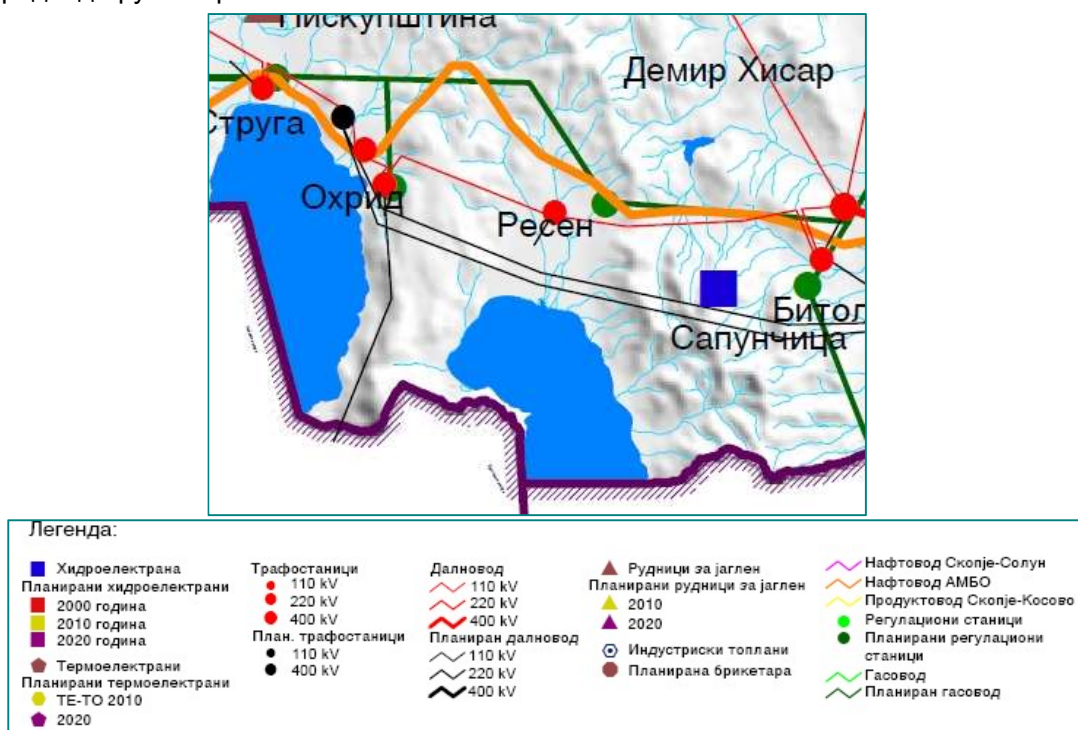 Пискупштина
Демир Хисар
Струга
Охрид
Ресен
Битол
Сапунчица
Легенда:
Хидроелектрана
Планирани хидроелектрани
2000 година
2010 година
2020 година
Термоелектрани
Планирани термоелектрани
ТЕ-ТО 2010
2020
Трафостаници
110 kV
220 kV
400 kV
План. трафостаници
110 kV
400 kV
Далновод
110 kV
220 kV
400 kV
Планиран далновод
110 kV
220 kV
400 kV
Рудници за јаглен
Планирани рудници за јаглен
2010
2020
Индустриски топлани
Планирана брикетара
Нафтовод Скопје-Солун
Нафтовод АМБО
Продуктовод Скопје-Косово
Регулациони станици
Планирани регулациони
станици
Гасовод
Планиран гасовод